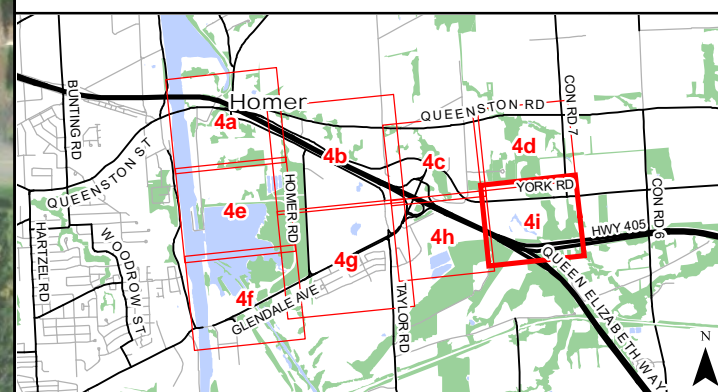 Homer
4a
QUEENSTON RD
CON RD 7
BUNTING RD
4b
4c
4d
QUEENSTON ST
HOMER RD
YORK RD
CON RD 6
4e
4i
HWY 405
4h
HARTZEL RD
WOODROW ST
4g
QUEEN ELIZABETH WAY
4f
GLENDALE AVE
TAYLOR RD
N